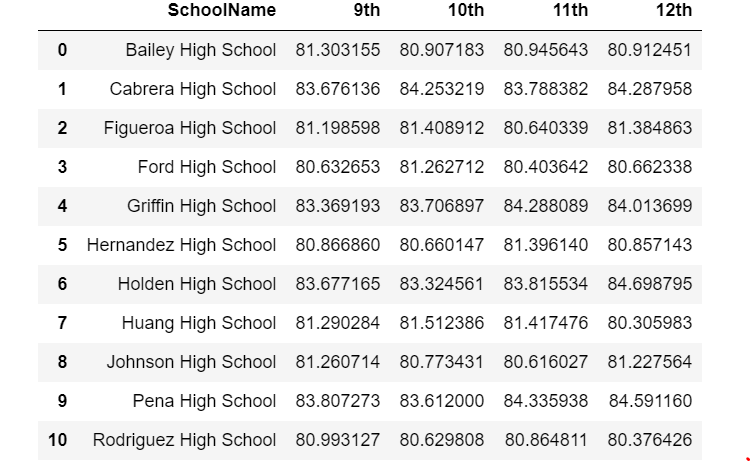 SchoolName 9th 10th 11th 12th
0 Bailey High School 81.303155 80.907183 80.945643 80.912451
1 Cabrera High School 83.676136 84.253219 83.788382 84.287958
2 Figueroa High School 81.198598 81.408912 80.640339 81.384863
3 Ford High School 80.632653 81.262712 80.403642 80.662338
4 Griffin High School 83.369193 83.706897 84.288089 84.013699
5 Hernandez High School 80.866860 80.660147 81.396140 80.857143
6 Holden High School 83.677165 83.324561 83.815534 84.698795
7 Huang High School 81.290284 81.512386 81.417476 80.305983
8 Johnson High School 81.260714 80.773431 80.616027 81.227564
9 Pena High School 83.807273 83.612000 84.335938 84.591160
10 Rodriguez High School 80.993127 80.629808 80.864811 80.376426